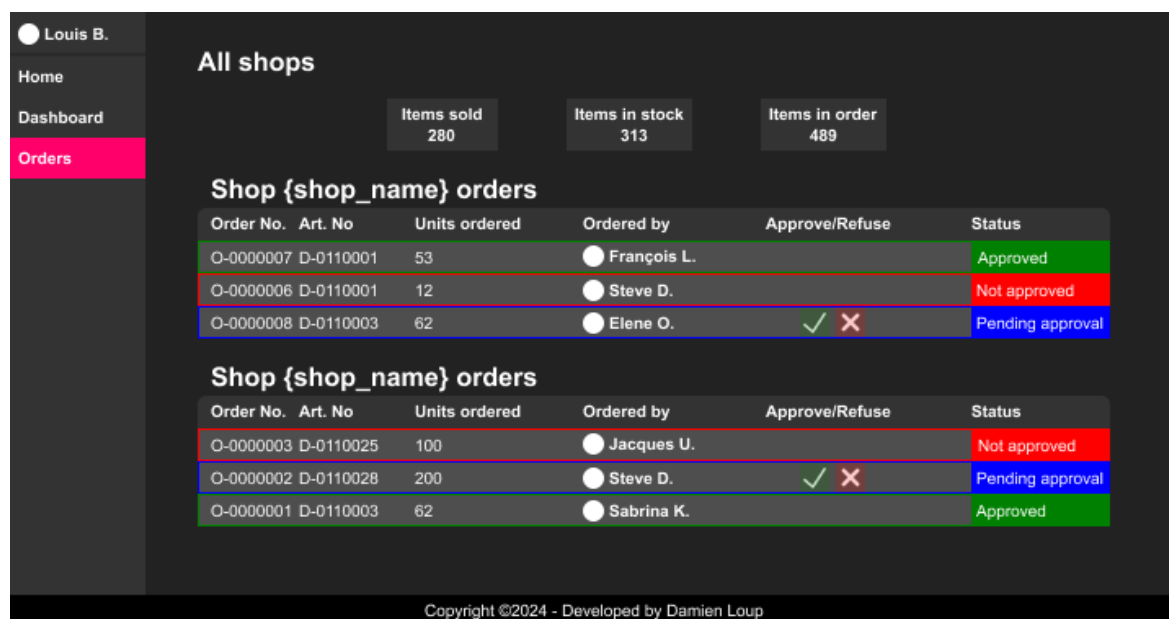 Louis B.
Home
Dashboard
Orders
All shops
Items sold
280
Items in stock
313
Items in order
489
Shop {shop_name} orders
Order No. Art. No Units ordered Ordered by Approve/Refuse Status
O-0000007 D-0110001 53 François L. Approved
O-0000006 D-0110001 12 Steve D. Not approved
O-0000008 D-0110003 62 Elene O. Pending approval
Shop {shop_name} orders
Order No. Art. No Units ordered Ordered by Approve/Refuse Status
O-0000003 D-0110025 100 Jacques U. Not approved
O-0000002 D-0110028 200 Steve D. Pending approval
O-0000001 D-0110003 62 Sabrina K. Approved
Copyright ©2024 - Developed by Damien Loup